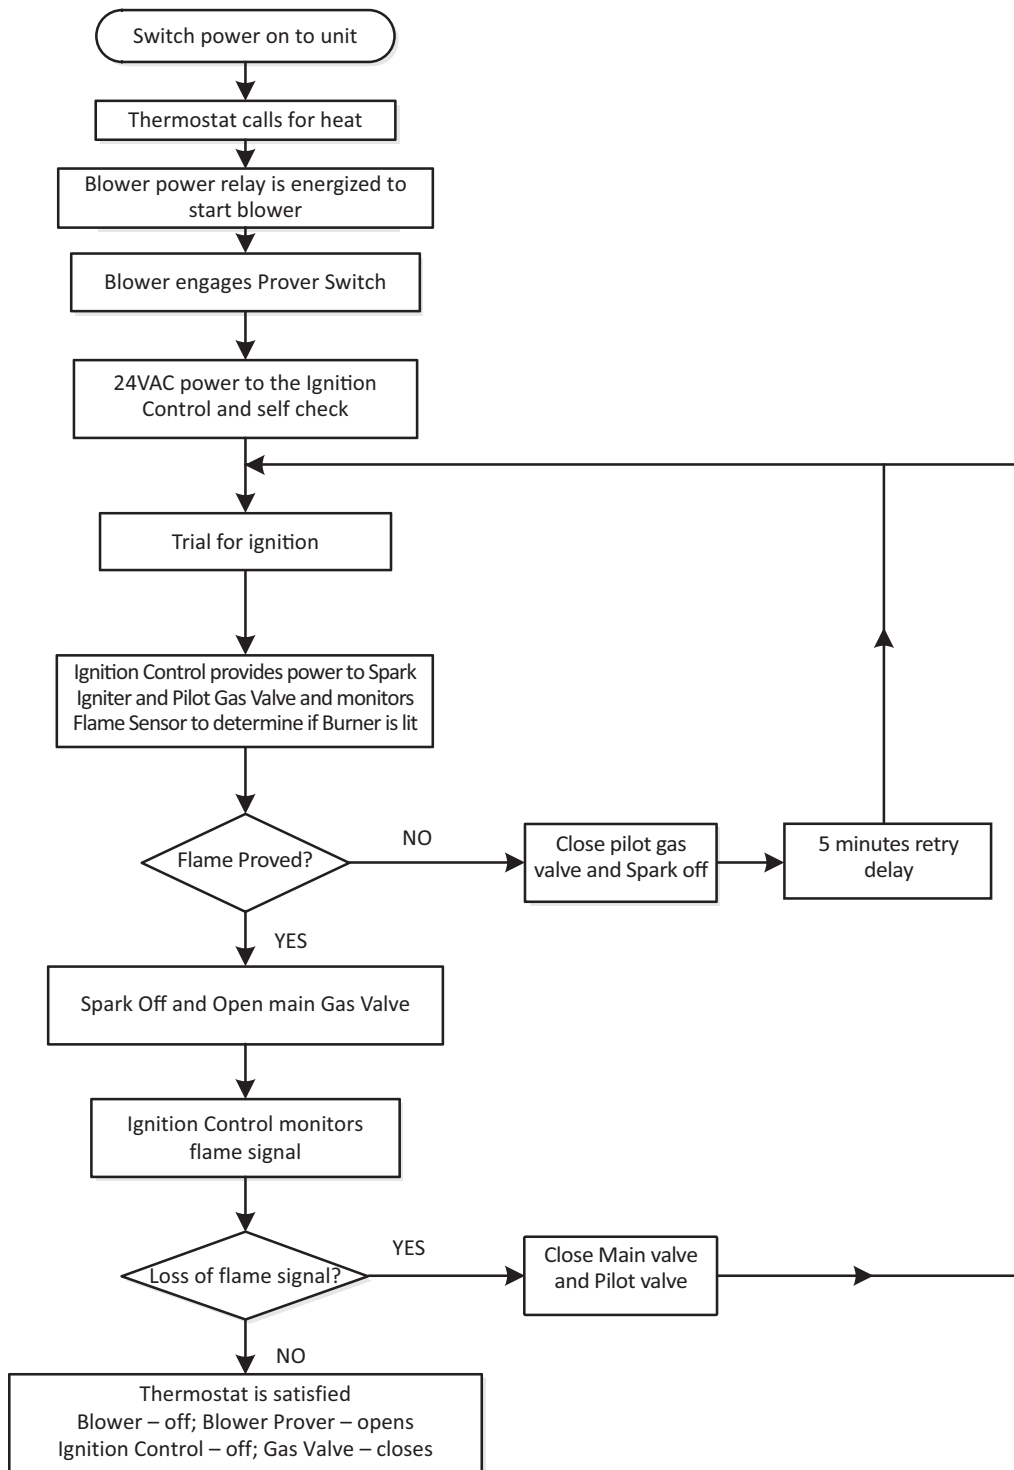 Switch power on to unit
Thermostat calls for heat
Blower power relay is energized to
start blower
Blower engages Prover Switch
24VAC power to the Ignition
Control and self check
Trial for ignition
Ignition Control provides power to Spark
Igniter and Pilot Gas Valve and monitors
Flame Sensor to determine if Burner is lit
Flame Proved?
NO
Close pilot gas
valve and Spark off
5 minutes retry
delay
YES
Spark Off and Open main Gas Valve
Ignition Control monitors
flame signal
Loss of flame signal?
YES
Close Main valve
and Pilot valve
NO
Thermostat is satisfied
Blower – off; Blower Prover – opens
Ignition Control – off; Gas Valve – closes